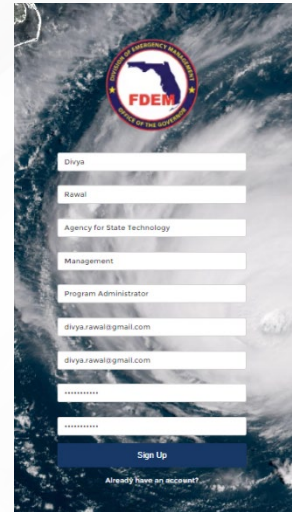 DIVISION OF EMERGENCY MANAGEMENT
FDEM
OFFICE OF THE GOVERNOR
Divya
Rawal
Agency for State Technology
Management
Program Administrator
divya.rawal@gmail.com
divya.rawal@gmail.com
•••••••••••
•••••••••••
Sign Up
Already have an account?